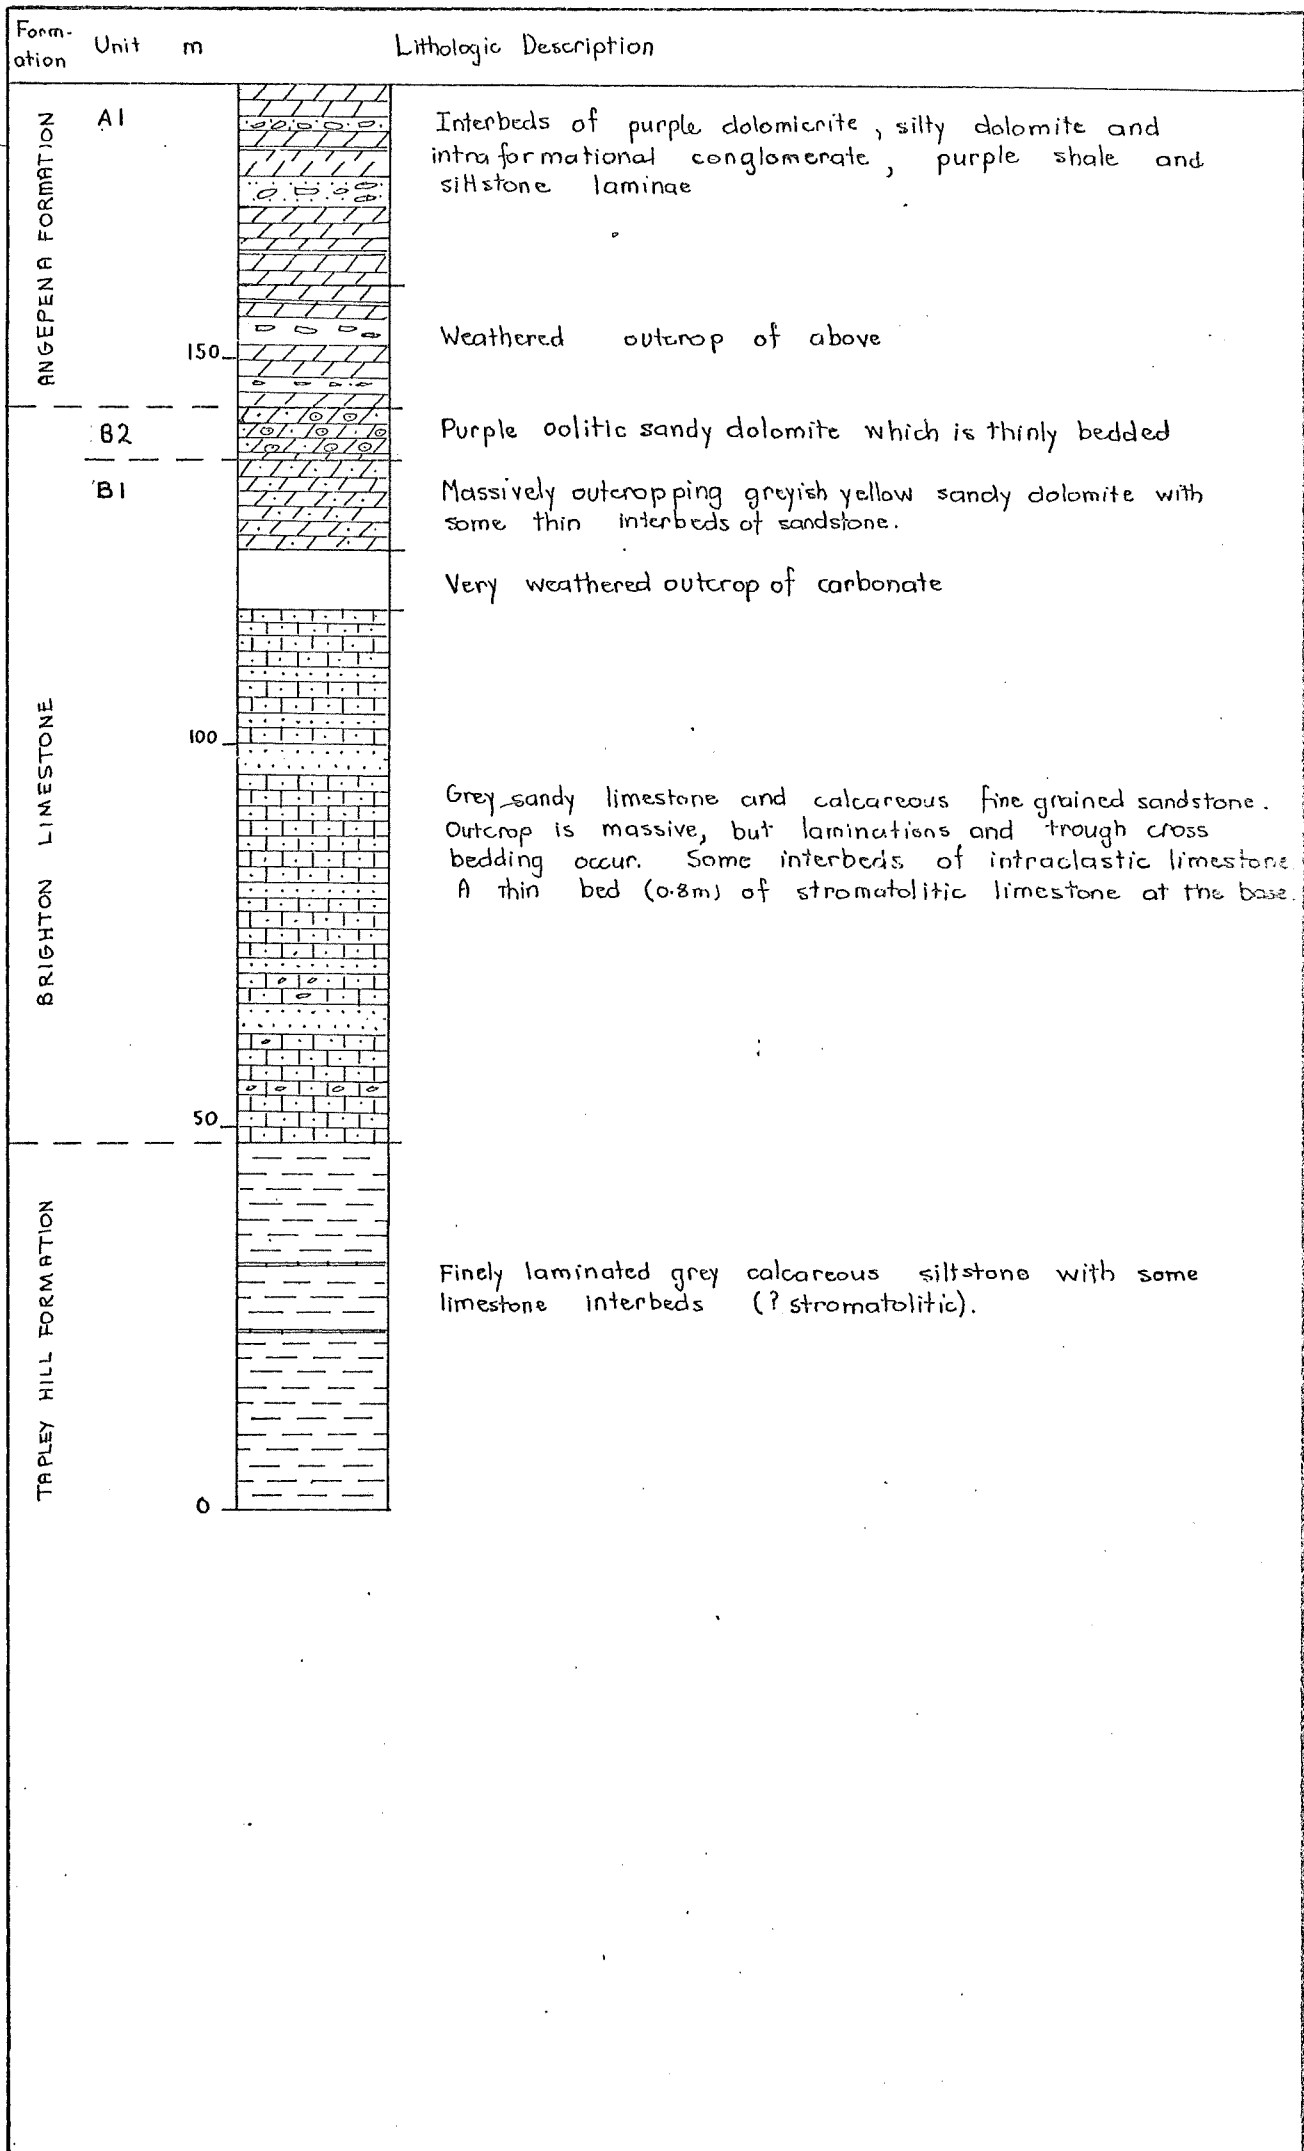 Form-
ation Unit m Lithologic Description
ANGEPENA FORMATION
A1
Interbeds of purple dolomicrite, silty dolomite and
intraformational conglomerate, purple shale and
siltstone laminae
Weathered outcrop of above
150
B2
Purple oolitic sandy dolomite which is thinly bedded
B1
Massively outcropping greyish yellow sandy dolomite with
some thin interbeds of sandstone.
Very weathered outcrop of carbonate
BRIGHTON LIMESTONE
100
Grey sandy limestone and calcareous fine grained sandstone.
Outcrop is massive, but laminations and trough cross
bedding occur. Some interbeds of intraclastic limestone
A thin bed (0.8m) of stromatolitic limestone at the base.
50
TAPLEY HILL FORMATION
Finely laminated grey calcareous siltstone with some
limestone interbeds (? stromatolitic).
0